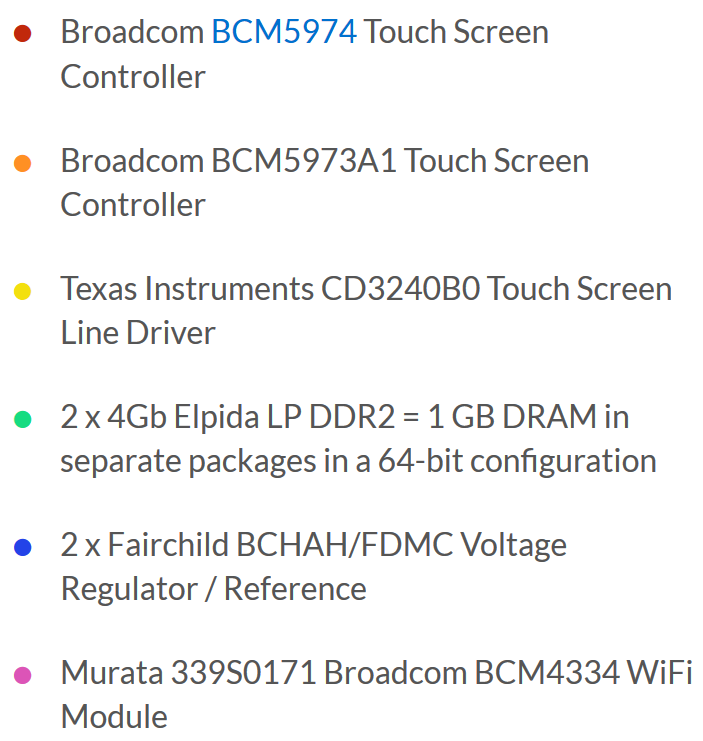 Broadcom BCM5974 Touch Screen
Controller
Broadcom BCM5973A1 Touch Screen
Controller
Texas Instruments CD3240B0 Touch Screen
Line Driver
2 x 4Gb Elpida LP DDR2 = 1 GB DRAM in
separate packages in a 64-bit configuration
2 x Fairchild BCHAH/FDMC Voltage
Regulator / Reference
Murata 339S0171 Broadcom BCM4334 WiFi
Module